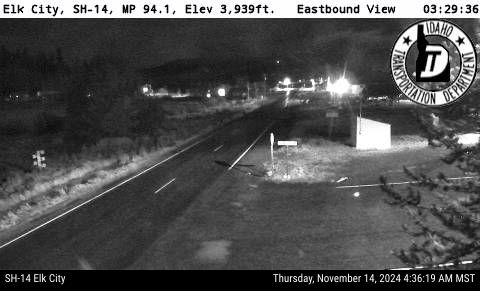 Elk City, SH-14, MP 94.1, Elev 3,939ft.   Eastbound View   03:29:36
IDAHO
TRANSPORTATION DEPARTMENT
SH-14 Elk City   Thursday, November 14, 2024 4:36:19 AM MST